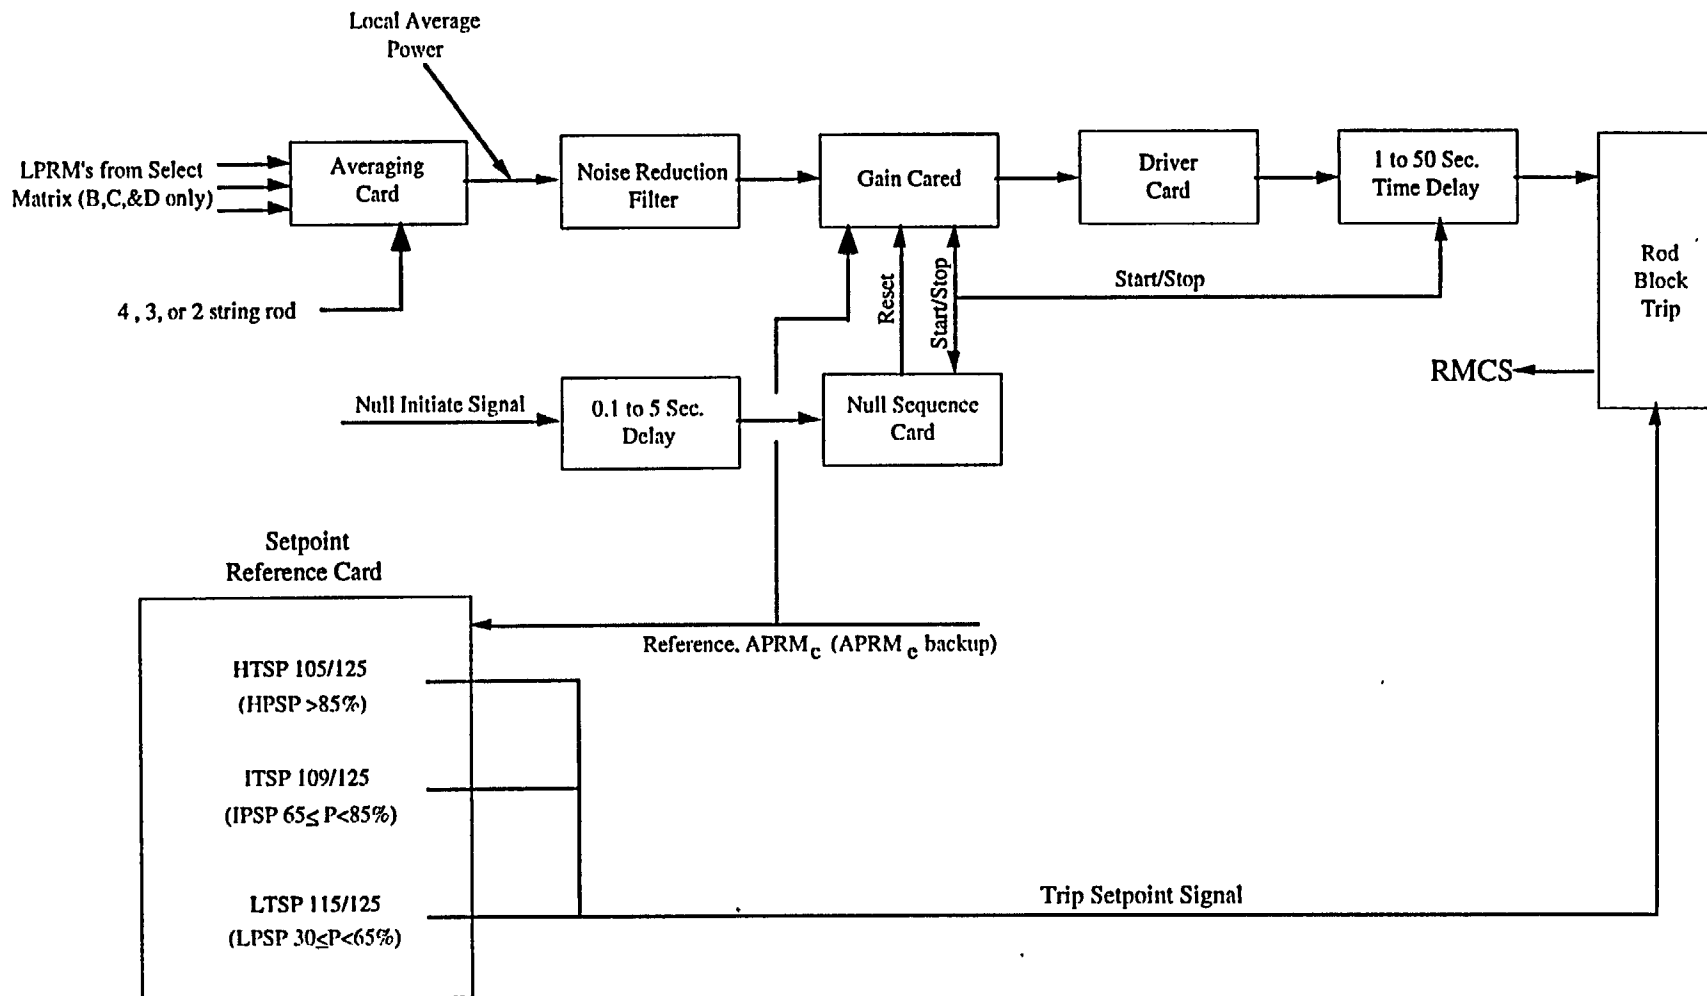 Local Average
Power
LPRM's from Select
Matrix (B,C,&D only)
Averaging
Card
Noise Reduction
Filter
Gain Cared
Driver
Card
1 to 50 Sec.
Time Delay
Rod
Block
Trip
4 , 3, or 2 string rod
Reset
Start/Stop
Start/Stop
RMCS
Null Initiate Signal
0.1 to 5 Sec.
Delay
Null Sequence
Card
Setpoint
Reference Card
Reference. APRM c (APRM e backup)
HTSP 105/125
(HPSP >85%)
ITSP 109/125
(IPSP 65≤ P<85%)
LTSP 115/125
(LPSP 30≤P<65%)
Trip Setpoint Signal